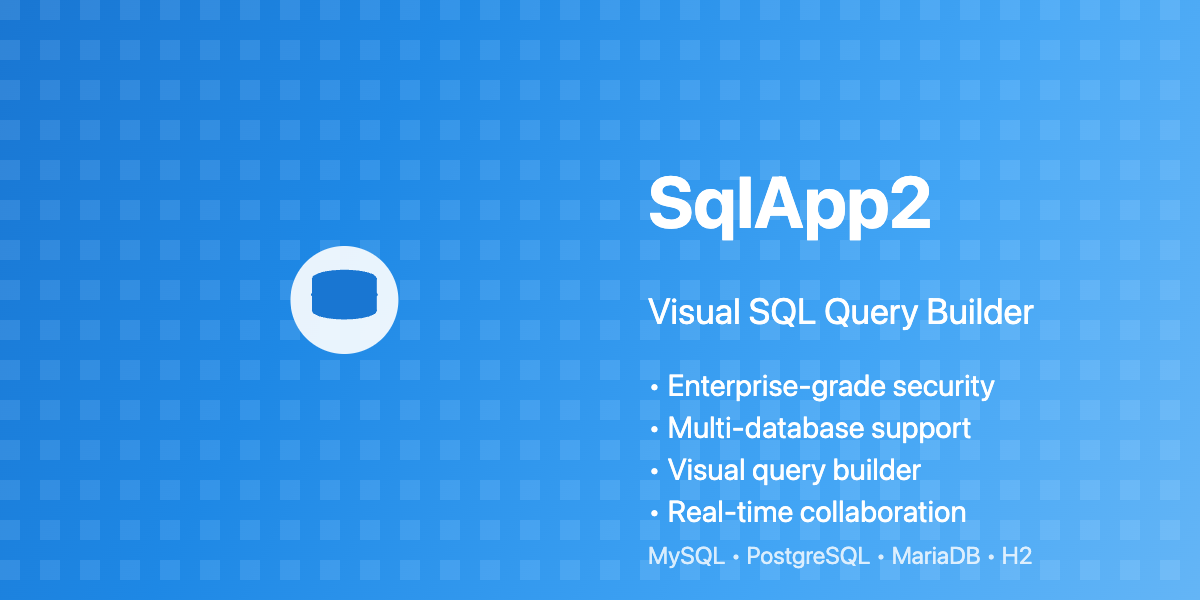 SqlApp2
Visual SQL Query Builder
• Enterprise-grade security
• Multi-database support
• Visual query builder
• Real-time collaboration
MySQL • PostgreSQL • MariaDB • H2